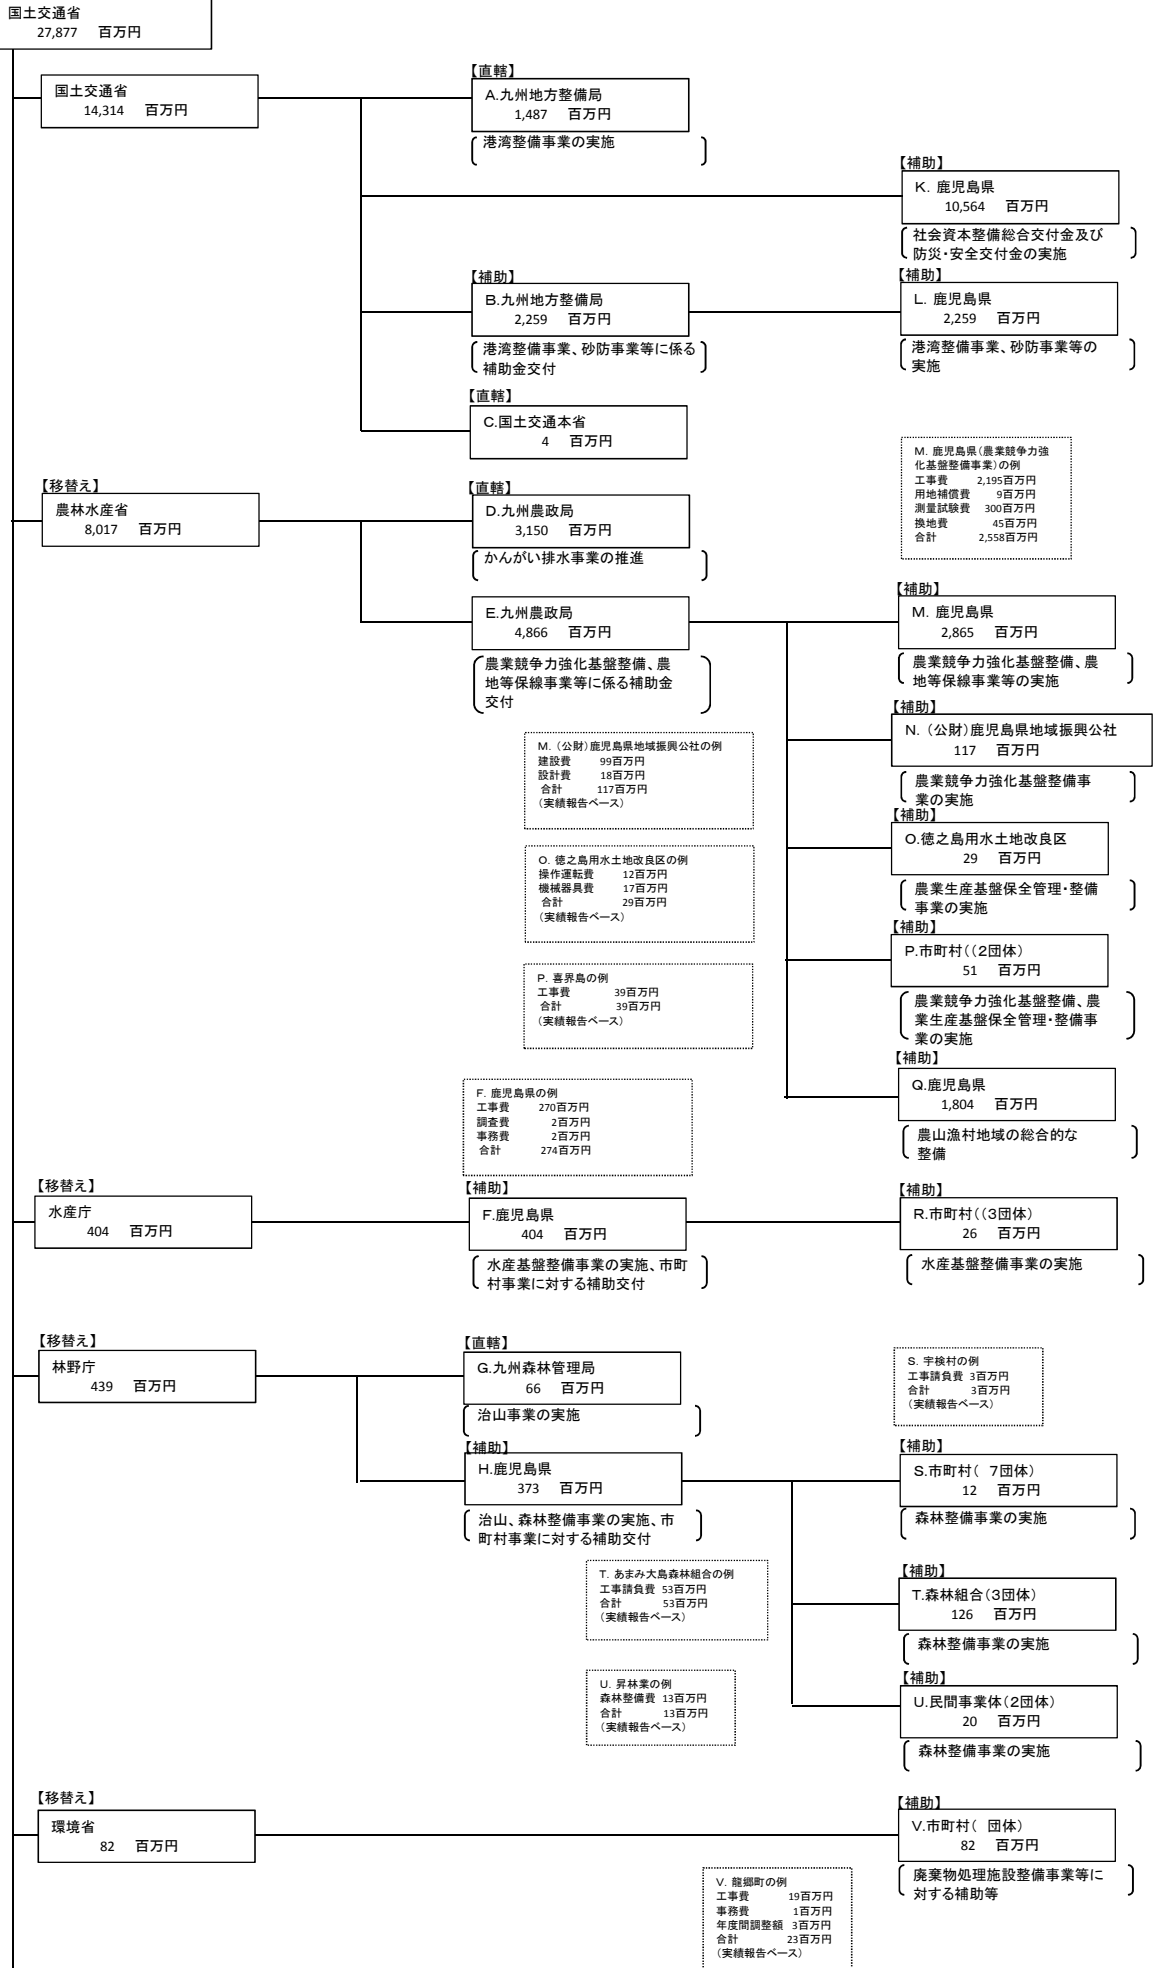 国土交通省
27,877 百万円
国土交通省
14,314 百万円
【直轄】
A.九州地方整備局
1,487 百万円
港湾整備事業の実施
【補助】
K. 鹿児島県
10,564 百万円
社会資本整備総合交付金及び
防災・安全交付金の実施
【補助】
B.九州地方整備局
2,259 百万円
港湾整備事業、砂防事業等に係る
補助金交付
【補助】
L. 鹿児島県
2,259 百万円
港湾整備事業、砂防事業等の
実施
【直轄】
C.国土交通本省
4 百万円
M. 鹿児島県(農業競争力強
化基盤整備事業)の例
工事費 2,195百万円
用地補償費 9百万円
測量試験費 300百万円
換地費 45百万円
合計 2,558百万円
【移替え】
農林水産省
8,017 百万円
【直轄】
D.九州農政局
3,150 百万円
かんがい排水事業の推進
E.九州農政局
4,866 百万円
農業競争力強化基盤整備、農
地等保線事業等に係る補助金
交付
【補助】
M. 鹿児島県
2,865 百万円
農業競争力強化基盤整備、農
地等保線事業等の実施
【補助】
N. (公財)鹿児島県地域振興公社
117 百万円
農業競争力強化基盤整備事
業の実施
M. (公財)鹿児島県地域振興公社の例
建設費 99百万円
設計費 18百万円
合計 117百万円
(実績報告ベース)
【補助】
O.徳之島用水土地改良区
29 百万円
農業生産基盤保全管理・整備
事業の実施
O. 徳之島用水土地改良区の例
操作運転費 12百万円
機械器具費 17百万円
合計 29百万円
(実績報告ベース)
【補助】
P.市町村((2団体)
51 百万円
農業競争力強化基盤整備、農
業生産基盤保全管理・整備事
業の実施
P. 喜界島の例
工事費 39百万円
合計 39百万円
(実績報告ベース)
【補助】
Q.鹿児島県
1,804 百万円
農山漁村地域の総合的な
整備
F. 鹿児島県の例
工事費 270百万円
調査費 2百万円
事務費 2百万円
合計 274百万円
【移替え】
水産庁
404 百万円
【補助】
F.鹿児島県
404 百万円
水産基盤整備事業の実施、市町
村事業に対する補助交付
【補助】
R.市町村((3団体)
26 百万円
水産基盤整備事業の実施
【移替え】
林野庁
439 百万円
【直轄】
G.九州森林管理局
66 百万円
治山事業の実施
S. 宇検村の例
工事請負費 3百万円
合計 3百万円
(実績報告ベース)
【補助】
H.鹿児島県
373 百万円
治山、森林整備事業の実施、市
町村事業に対する補助交付
【補助】
S.市町村( 7団体)
12 百万円
森林整備事業の実施
T. あまみ大島森林組合の例
工事請負費 53百万円
合計 53百万円
(実績報告ベース)
【補助】
T.森林組合(3団体)
126 百万円
森林整備事業の実施
U. 昇林業の例
森林整備費 13百万円
合計 13百万円
(実績報告ベース)
【補助】
U.民間事業体(2団体)
20 百万円
森林整備事業の実施
【移替え】
環境省
82 百万円
【補助】
V.市町村( 団体)
82 百万円
廃棄物処理施設整備事業等に
対する補助等
V. 龍郷町の例
工事費 19百万円
事務費 1百万円
年度間調整額 3百万円
合計 23百万円
(実績報告ベース)